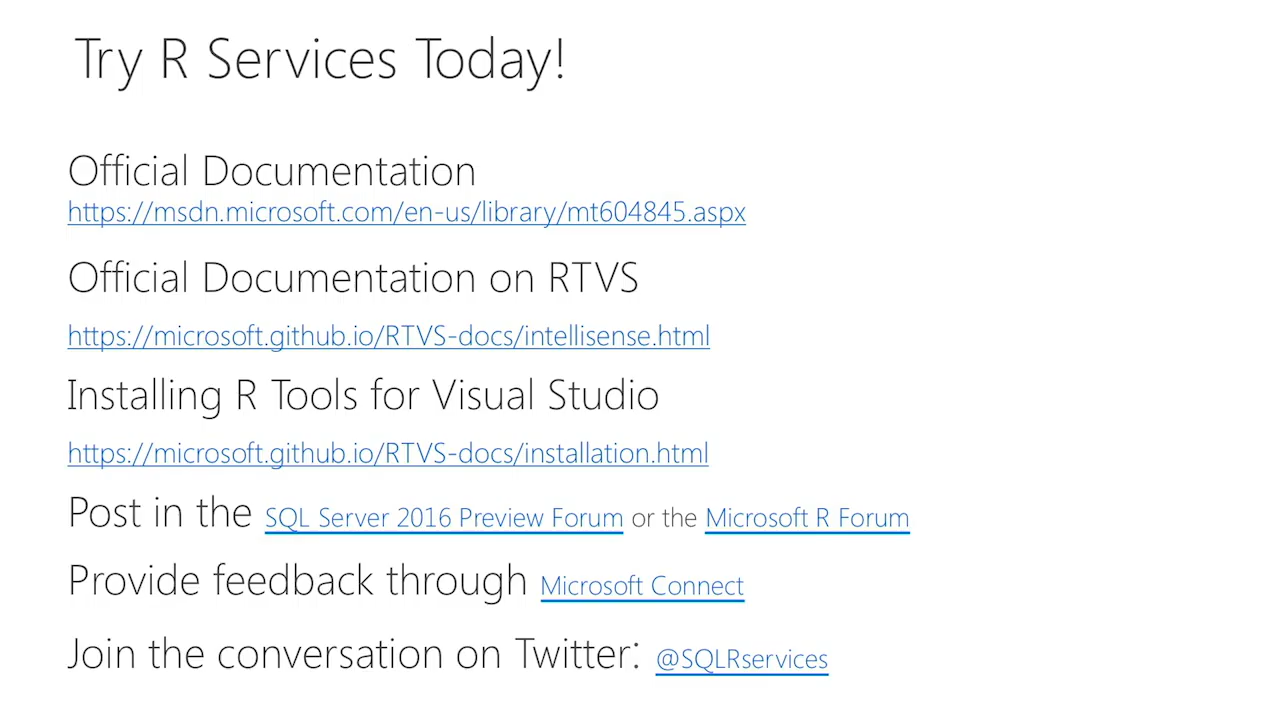 Try R Services Today!
Official Documentation
https://msdn.microsoft.com/en-us/library/mt604845.aspx
Official Documentation on RTVS
https://microsoft.github.io/RTVS-docs/intellisense.html
Installing R Tools for Visual Studio
https://microsoft.github.io/RTVS-docs/installation.html
Post in the SQL Server 2016 Preview Forum or the Microsoft R Forum
Provide feedback through Microsoft Connect
Join the conversation on Twitter: @SQLRservices